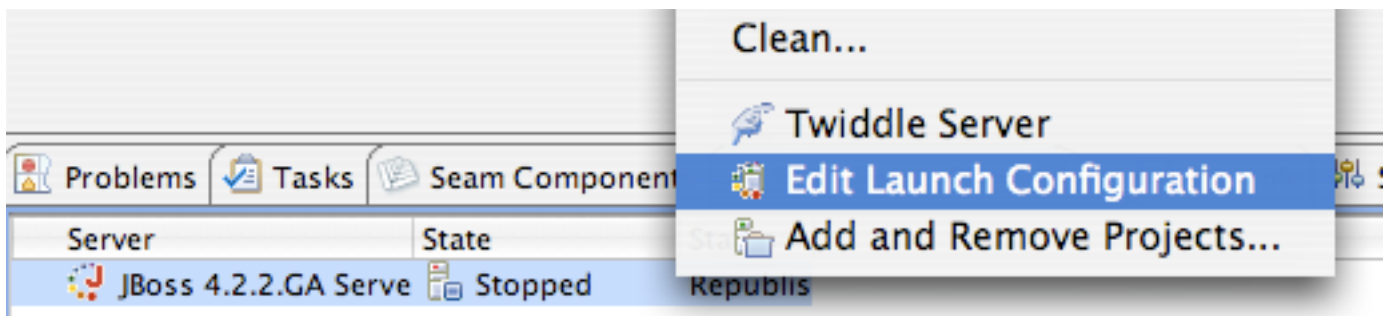 Clean...
Twiddle Server
Edit Launch Configuration
Add and Remove Projects...
Problems Tasks Seam Component
Server State
JBoss 4.2.2.GA Serve Stopped Republis